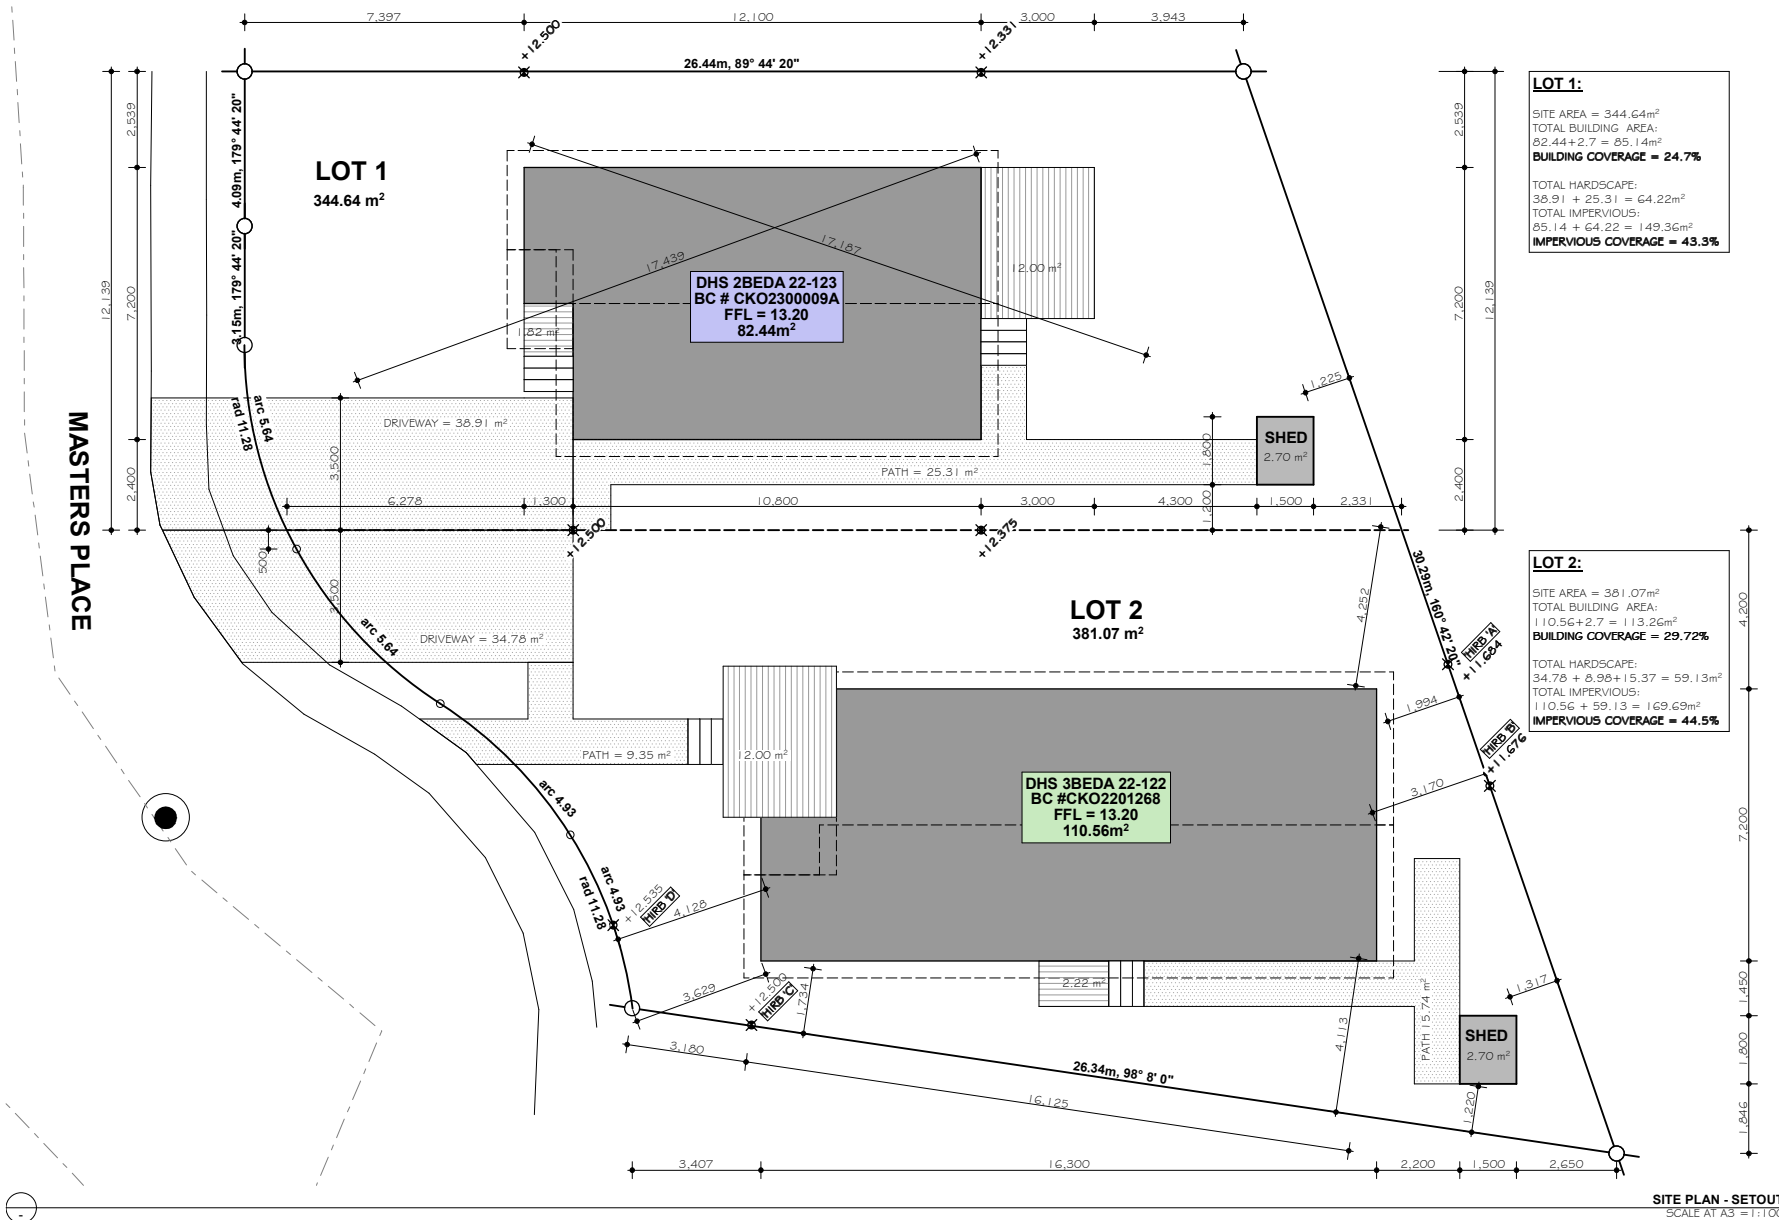 7,397
12,100
3,000
3,943
+12.500
+12.331
26.44m, 89° 44' 20"
2,539
7,200
2,400
12,139
4.09m, 179° 44' 20"
3.15m, 179° 44' 20"
LOT 1
344.64 m²
17,439
17,187
12.00 m²
DHS 2BEDA 22-123
BC # CKO2300009A
FFL = 13.20
82.44m²
1.82 m²
arc 5.64
rad 11.28
DRIVEWAY = 38.91 m²
3,500
PATH = 25.31 m²
1,225
SHED
2.70 m²
1,800
1,200
6,278
1,300
10,800
3,000
4,300
1,500
2,331
+12.500
+12.375
2,539
7,200
2,400
12,139
LOT 1:
SITE AREA = 344.64m²
TOTAL BUILDING AREA:
82.44+2.7 = 85.14m²
BUILDING COVERAGE = 24.7%
TOTAL HARDSCAPE:
38.91 + 25.31 = 64.22m²
TOTAL IMPERVIOUS:
85.14 + 64.22 = 149.36m²
IMPERVIOUS COVERAGE = 43.3%
MASTERS PLACE
500
3,500
DRIVEWAY = 34.78 m²
arc 5.64
LOT 2
381.07 m²
4,252
30.29m, 160° 42' 20"
HIRB 'A'
+11.684
1,994
HIRB 'B'
+11.676
3,170
LOT 2:
SITE AREA = 381.07m²
TOTAL BUILDING AREA:
110.56+2.7 = 113.26m²
BUILDING COVERAGE = 29.72%
TOTAL HARDSCAPE:
34.78 + 8.98+15.37 = 59.13m²
TOTAL IMPERVIOUS:
110.56 + 59.13 = 169.69m²
IMPERVIOUS COVERAGE = 44.5%
PATH = 9.35 m²
12.00 m²
DHS 3BEDA 22-122
BC #CKO2201268
FFL = 13.20
110.56m²
arc 4.93
arc 4.93
rad 11.28
+12.535
HIRB 'D'
4,128
3,629
+12.500
HIRB 'C'
1,734
2.22 m²
PATH 15.74 m²
1,317
SHED
2.70 m²
4,113
1,220
3,180
16,125
26.34m, 98° 8' 0"
4,200
7,200
1,450
1,800
1,846
3,407
16,300
2,200
1,500
2,650
-
SITE PLAN - SETOUT
SCALE AT A3 = 1:100